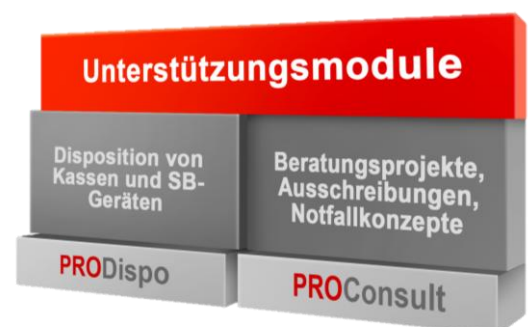 Unterstützungsmodule
Disposition von
Kassen und SB-
Geräten
Beratungsprojekte,
Ausschreibungen,
Notfallkonzepte
PRODispo
PROConsult